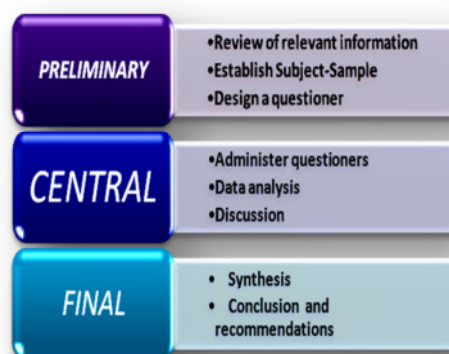 PRELIMINARY
•Review of relevant information
•Establish Subject-Sample
•Design a questioner
CENTRAL
•Administer questioners
•Data analysis
•Discussion
FINAL
• Synthesis
• Conclusion and
recommendations